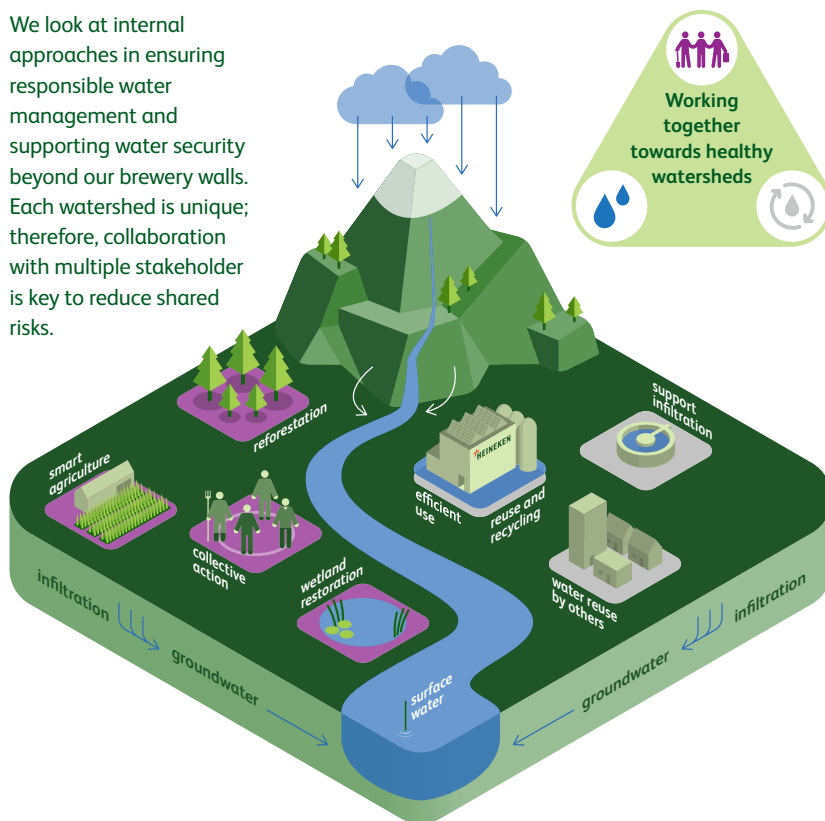 We look at internal
approaches in ensuring
responsible water
management and
supporting water security
beyond our brewery walls.
Each watershed is unique;
therefore, collaboration
with multiple stakeholder
is key to reduce shared
risks.
Working
together
towards healthy
watersheds
reforestation
smart
agriculture
collective
action
wetland
restoration
HEINEKEN
efficient
use
reuse and
recycling
support
infiltration
water reuse
by others
infiltration
groundwater
surface
water
groundwater
infiltration